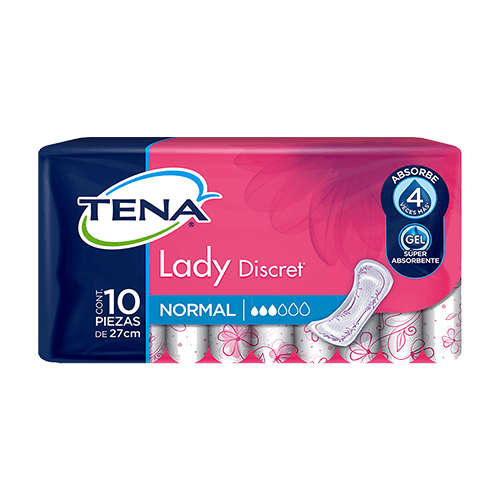 TENA®
CONT. 10
PIEZAS
DE 27cm
Lady Discret
NORMAL
ABSORBE
4
VECES MÁS*
GEL
SÚPER
ABSORBENTE